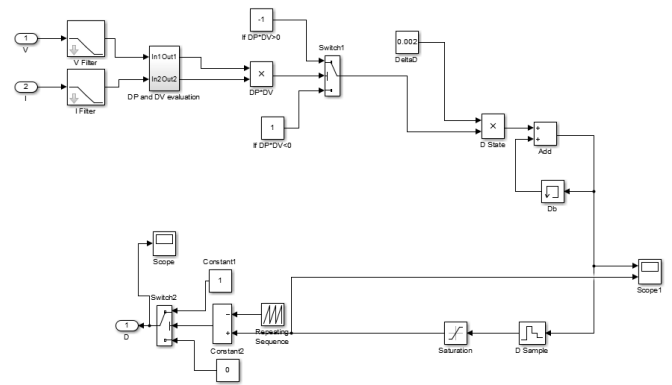 -1
If DP*DV>0
1
V
V Filter
In1 Out1
In2 Out2
DP and DV evaluation
2
I
I Filter
×
DP*DV
Switch1
0.002
DeltaD
1
If DP*DV<0
×
D State
+
+
Add
Db
Scope
Constant1
1
Scope1
Switch2
1
D
-
+
Constant2
Repeating
Sequence
Saturation
D Sample
0